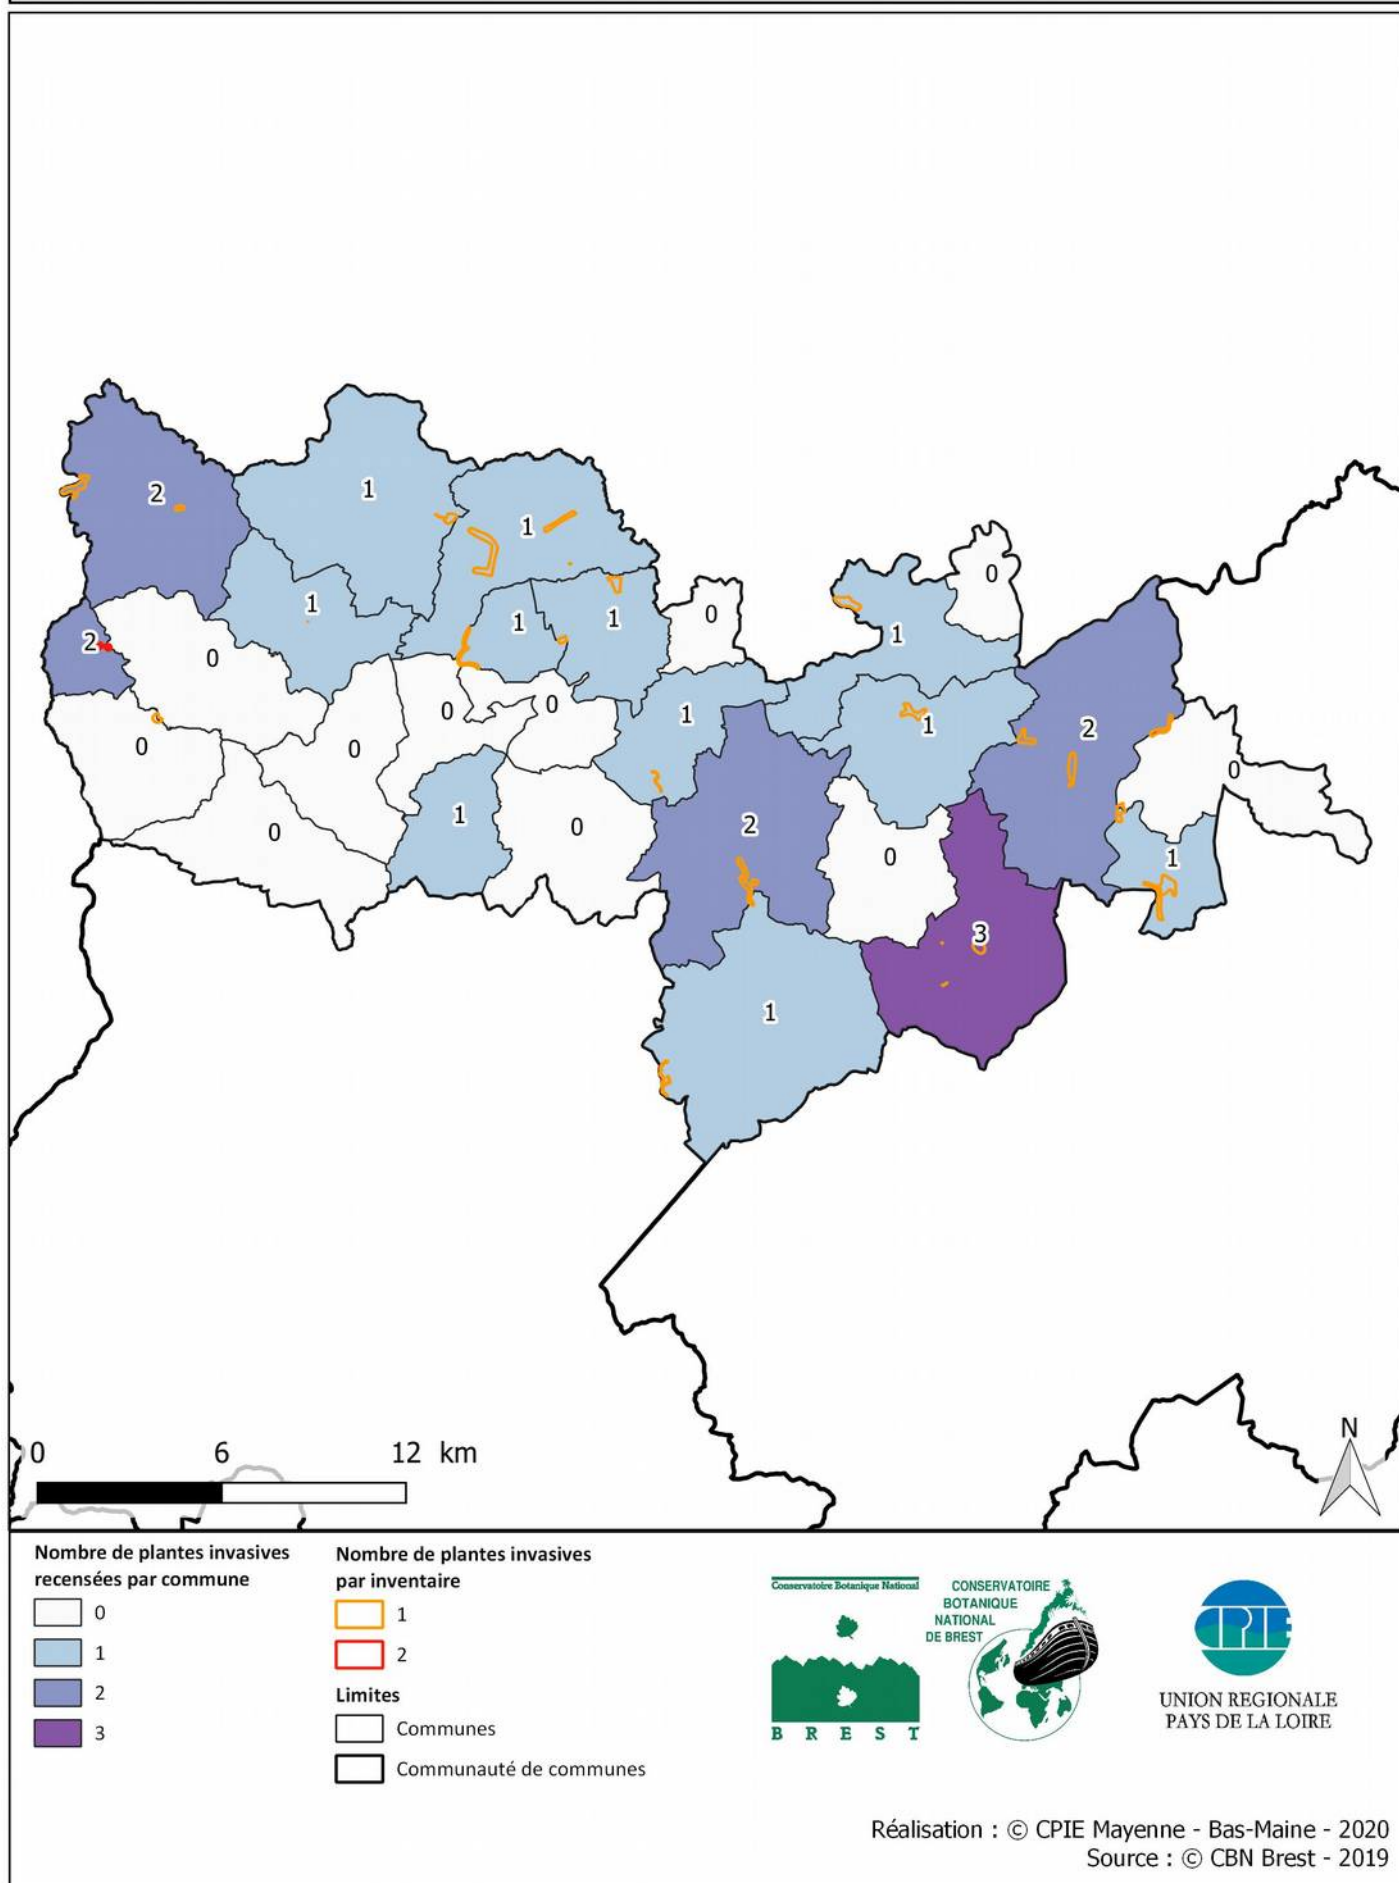 1
2
1
0
1
1
1
0
1
2
0
1
0
0
2
1
1
0
0
0
2
1
0
0
0
1
3
1
0 6 12 km
N
Nombre de plantes invasives
recensées par commune
0
1
2
3
Nombre de plantes invasives
par inventaire
1
2
Limites
Communes
Communauté de communes
Conservatoire Botanique National
B R E S T
CONSERVATOIRE
BOTANIQUE
NATIONAL
DE BREST
CPIE
UNION REGIONALE
PAYS DE LA LOIRE
Réalisation : © CPIE Mayenne - Bas-Maine - 2020
Source : © CBN Brest - 2019